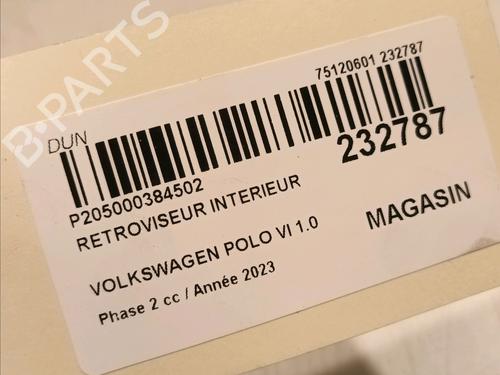 B-PARTS
DUN
75120601 232787
P205000384502
232787
RETROVISEUR INTERIEUR
MAGASIN
VOLKSWAGEN POLO VI 1.0
Phase 2 cc / Année 2023